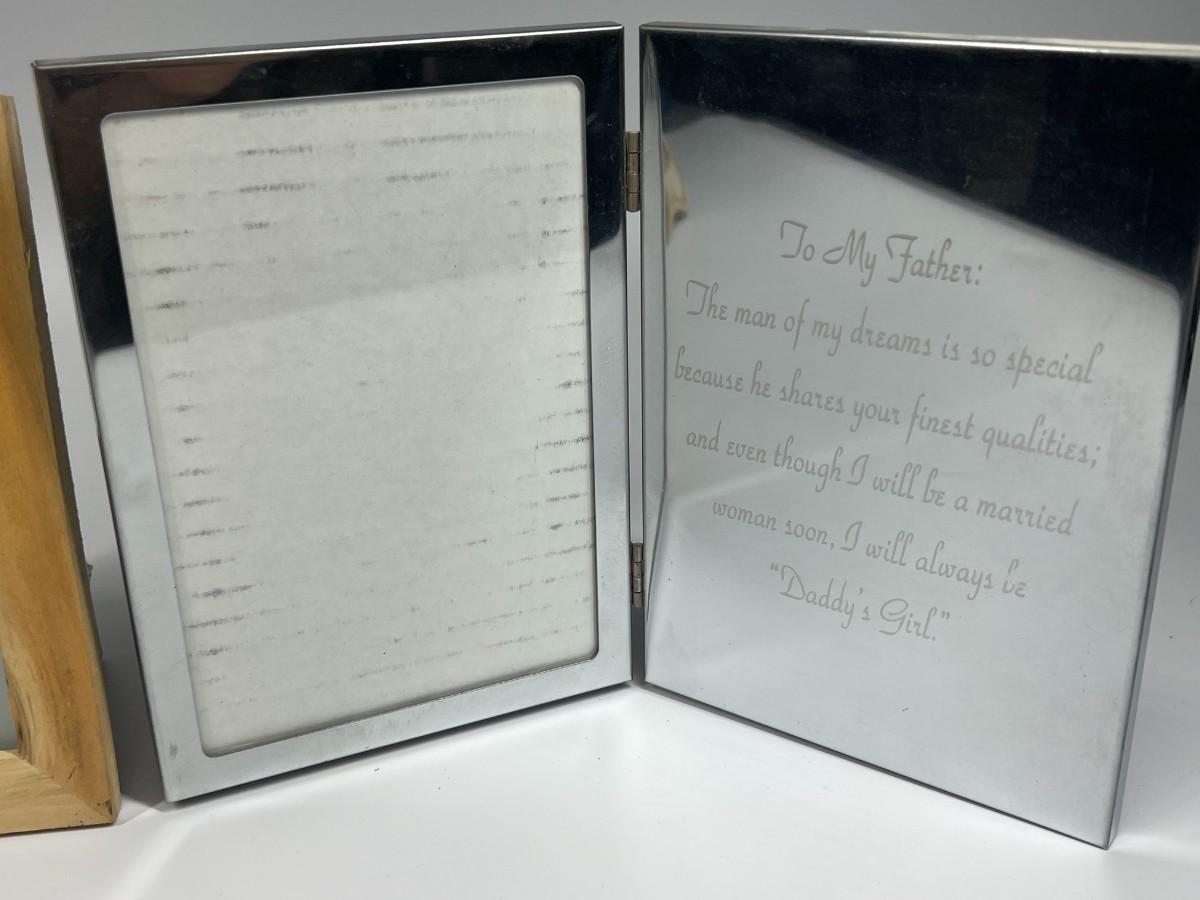 To My Father:
The man of my dreams is so special
because he shares your finest qualities;
and even though I will be a married
woman soon, I will always be
"Daddy's Girl."